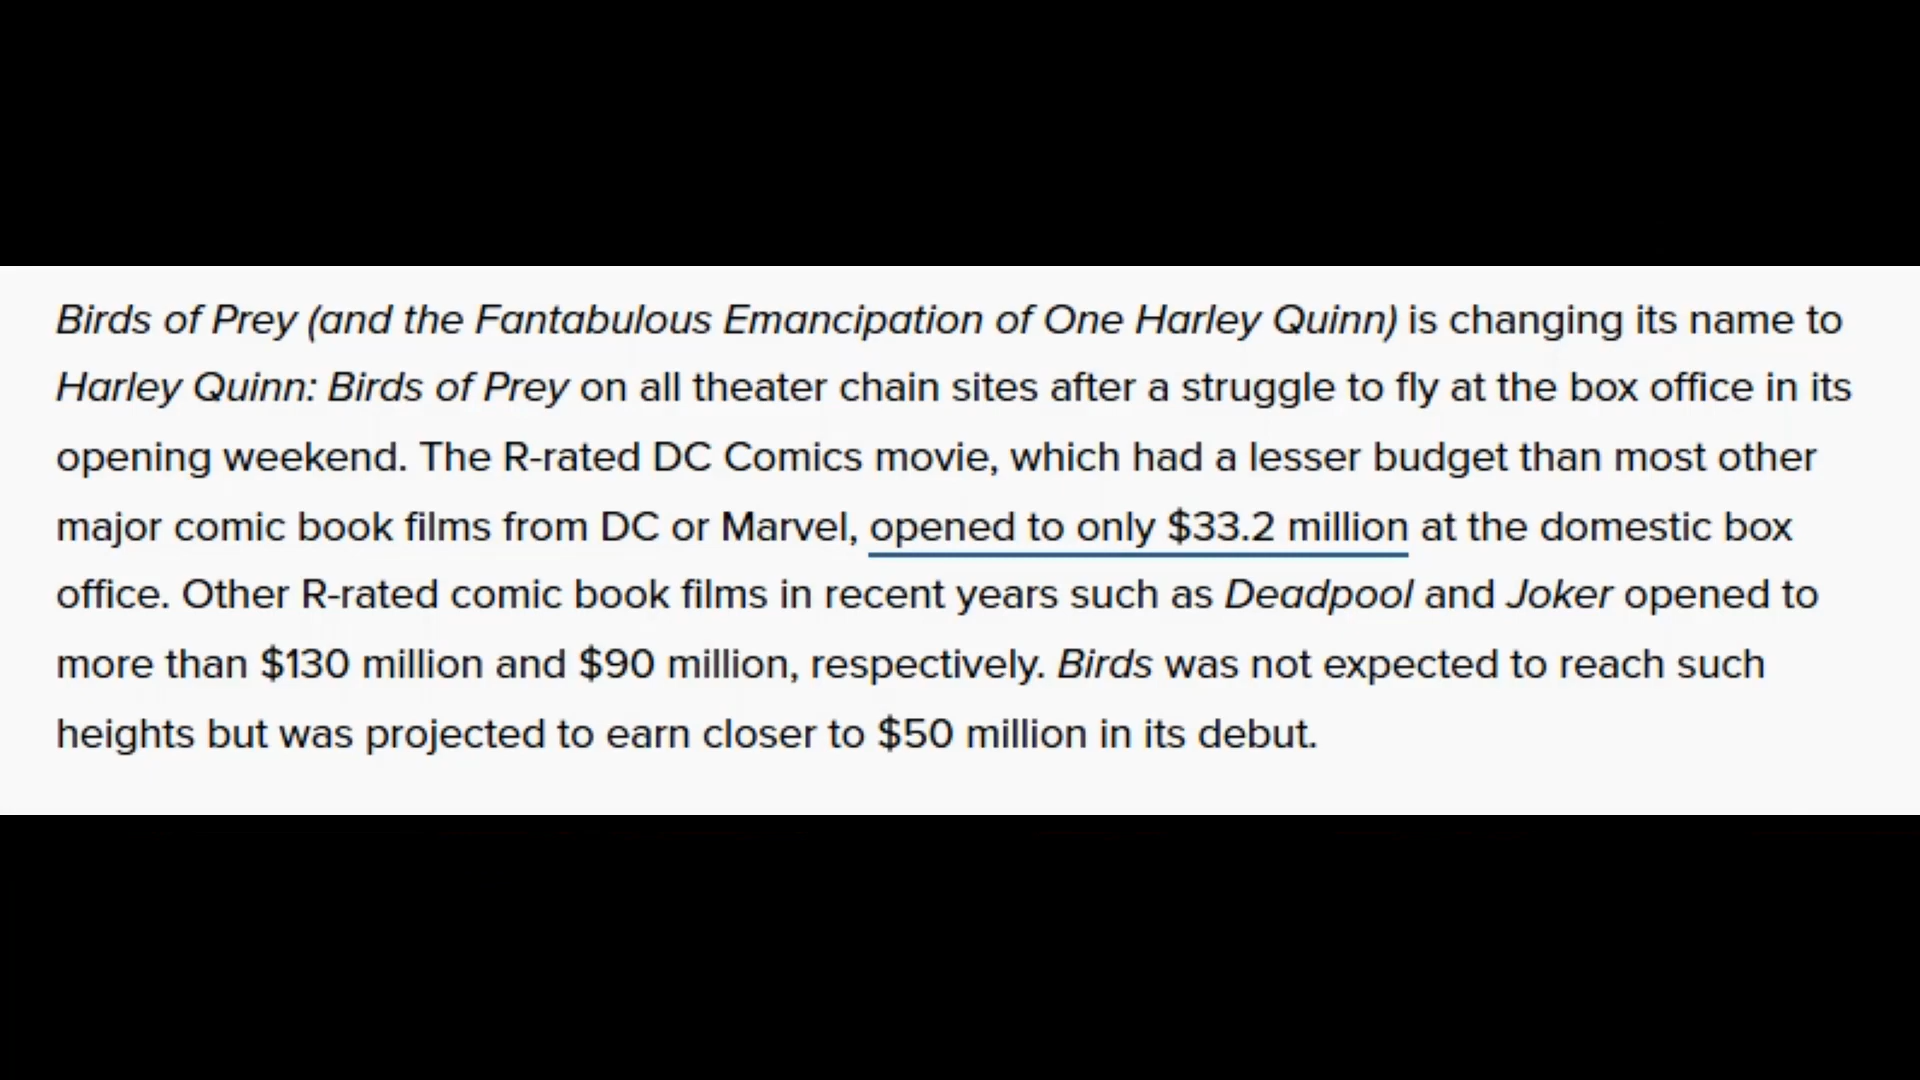 Birds of Prey (and the Fantabulous Emancipation of One Harley Quinn) is changing its name to
Harley Quinn: Birds of Prey on all theater chain sites after a struggle to fly at the box office in its
opening weekend. The R-rated DC Comics movie, which had a lesser budget than most other
major comic book films from DC or Marvel, opened to only $33.2 million at the domestic box
office. Other R-rated comic book films in recent years such as Deadpool and Joker opened to
more than $130 million and $90 million, respectively. Birds was not expected to reach such
heights but was projected to earn closer to $50 million in its debut.